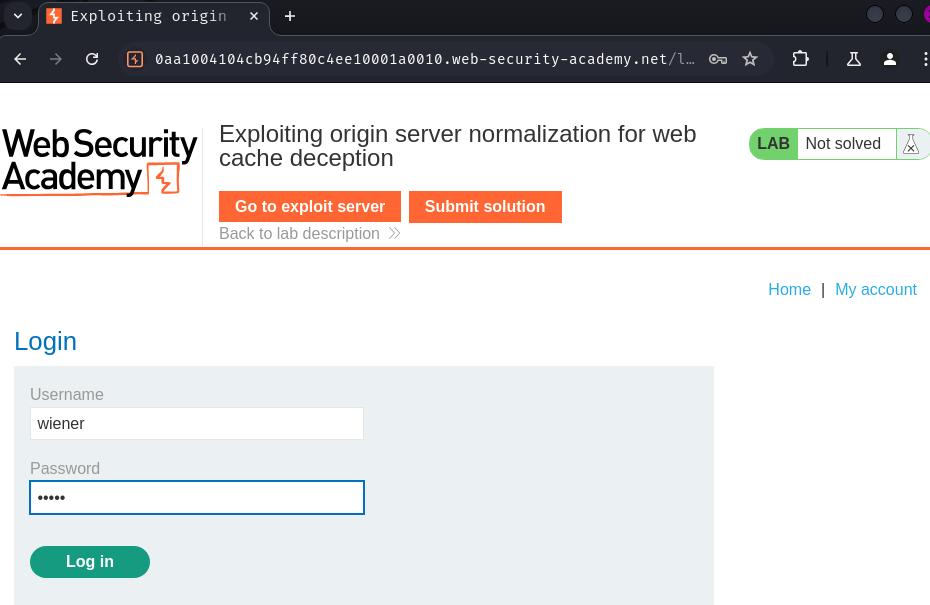 Exploiting origin
0aa1004104cb94ff80c4ee10001a0010.web-security-academy.net/l…
Web Security
Academy
Exploiting origin server normalization for web
cache deception
LAB Not solved
Go to exploit server Submit solution
Back to lab description
Home | My account
Login
Username
wiener
Password
•••••
Log in